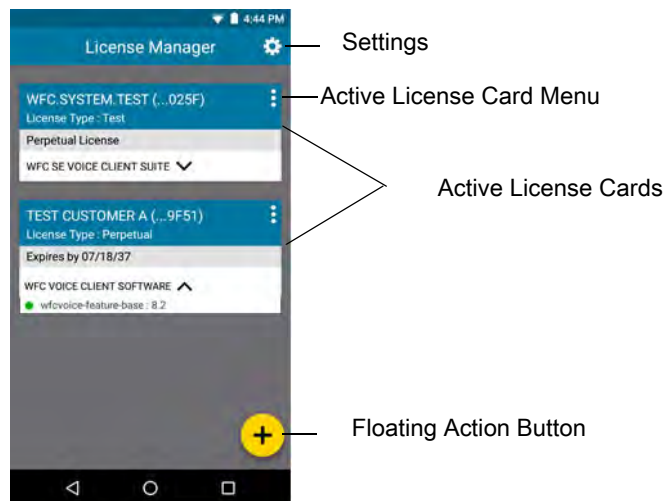 4:44 PM
License Manager
Settings
WFC.SYSTEM.TEST (...025F)
License Type : Test
Active License Card Menu
Perpetual License
WFC SE VOICE CLIENT SUITE
Active License Cards
TEST CUSTOMER A (...9F51)
License Type : Perpetual
Expires by 07/18/37
WFC VOICE CLIENT SOFTWARE
wfcvoice-feature-base : 8.2
Floating Action Button